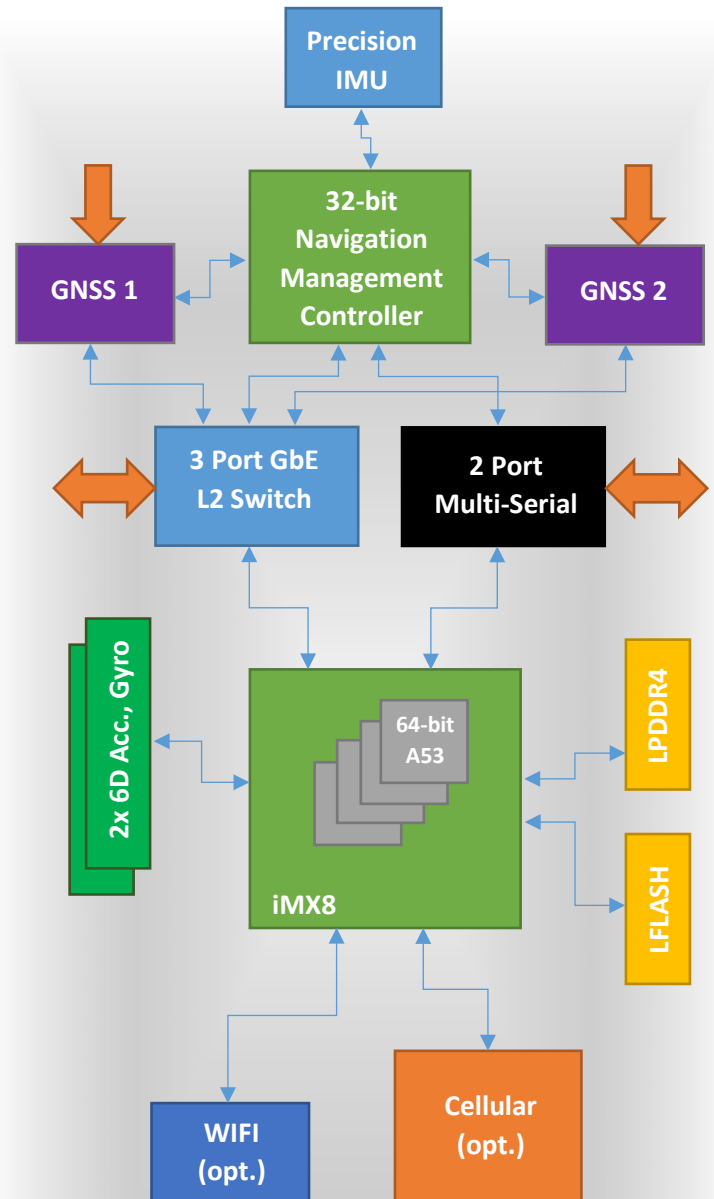 Precision
IMU
32-bit
Navigation
Management
Controller
GNSS 1
GNSS 2
3 Port GbE
L2 Switch
2 Port
Multi-Serial
2x 6D Acc., Gyro
64-bit
A53
iMX8
LPDDR4
LFLASH
WIFI
(opt.)
Cellular
(opt.)